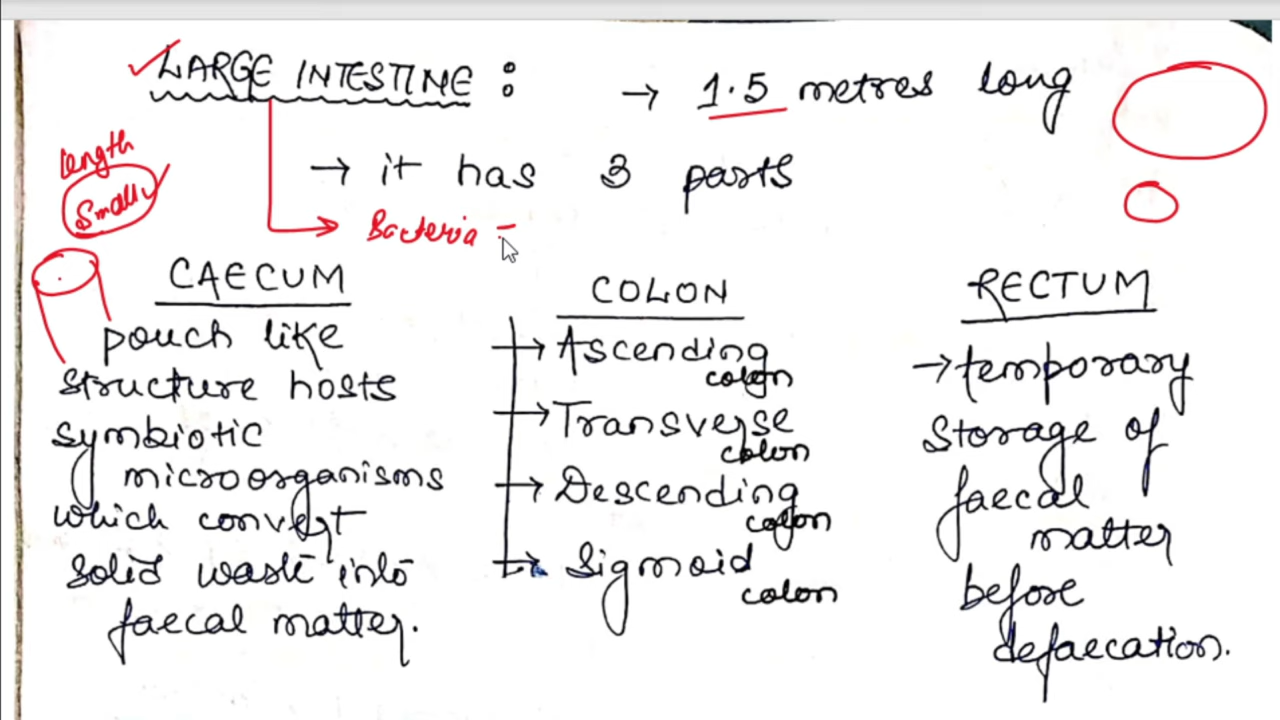 LARGE INTESTINE : → 1.5 metres long
length
small
→ it has 3 parts
Bacteria -
CAECUM
pouch like
structure hosts
symbiotic
microorganisms
which convert
solid waste into
faecal matter.
COLON
→ Ascending
colon
→ Transverse
colon
→ Descending
colon
→ Sigmoid
colon
RECTUM
→ temporary
storage of
faecal
matter
before
defaecation.